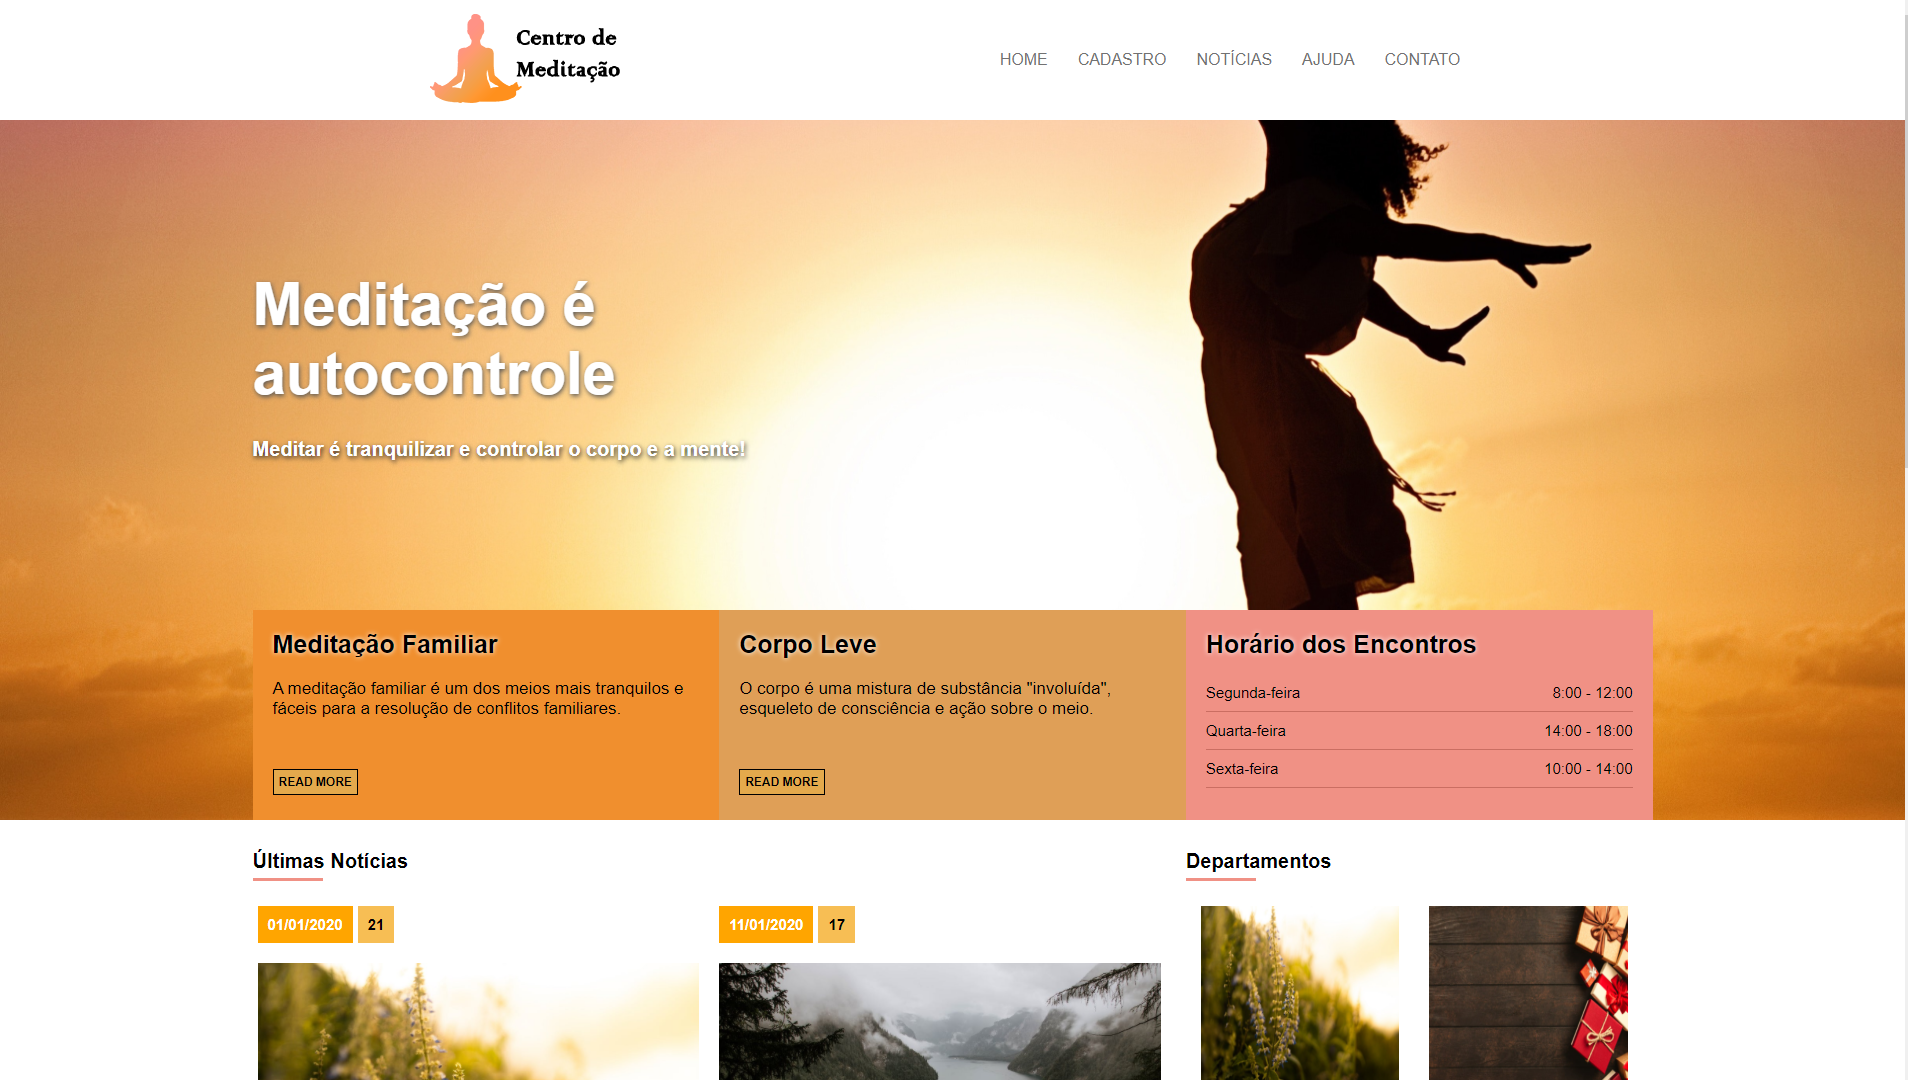 Centro de
Meditação
HOME CADASTRO NOTÍCIAS AJUDA CONTATO
Meditação é
autocontrole
Meditar é tranquilizar e controlar o corpo e a mente!
Meditação Familiar
A meditação familiar é um dos meios mais tranquilos e
fáceis para a resolução de conflitos familiares.
READ MORE
Corpo Leve
O corpo é uma mistura de substância "involuída",
esqueleto de consciência e ação sobre o meio.
READ MORE
Horário dos Encontros
Segunda-feira 8:00 - 12:00
Quarta-feira 14:00 - 18:00
Sexta-feira 10:00 - 14:00
Últimas Notícias
01/01/2020 21
11/01/2020 17
Departamentos